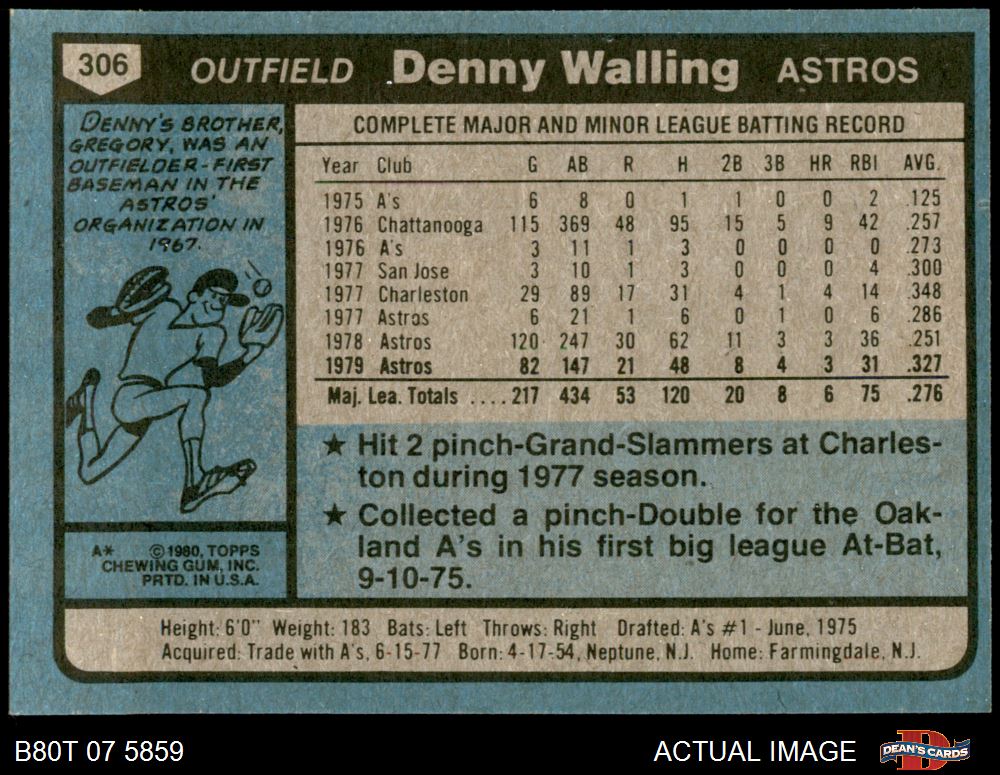 306 OUTFIELD Denny Walling ASTROS
DENNY'S BROTHER,
GREGORY, WAS AN
OUTFIELDER-FIRST
BASEMAN IN THE
ASTROS'
ORGANIZATION IN
1967.
A* © 1980, TOPPS
CHEWING GUM, INC.
PRTD. IN U.S.A.
COMPLETE MAJOR AND MINOR LEAGUE BATTING RECORD
Year Club G AB R H 2B 3B HR RBI AVG.
1975 A's 6 8 0 1 1 0 0 2 .125
1976 Chattanooga 115 369 48 95 15 5 9 42 .257
1976 A's 3 11 1 3 0 0 0 0 .273
1977 San Jose 3 10 1 3 0 0 0 4 .300
1977 Charleston 29 89 17 31 4 1 4 14 .348
1977 Astros 6 21 1 6 0 1 0 6 .286
1978 Astros 120 247 30 62 11 3 3 36 .251
1979 Astros 82 147 21 48 8 4 3 31 .327
Maj. Lea. Totals .... 217 434 53 120 20 8 6 75 .276
★ Hit 2 pinch-Grand-Slammers at Charles-
ton during 1977 season.
★ Collected a pinch-Double for the Oak-
land A's in his first big league At-Bat,
9-10-75.
Height: 6'0" Weight: 183 Bats: Left Throws: Right Drafted: A's #1 - June, 1975
Acquired: Trade with A's, 6-15-77 Born: 4-17-54, Neptune, N.J. Home: Farmingdale, N.J.
B80T 07 5859 ACTUAL IMAGE DEAN'S CARDS